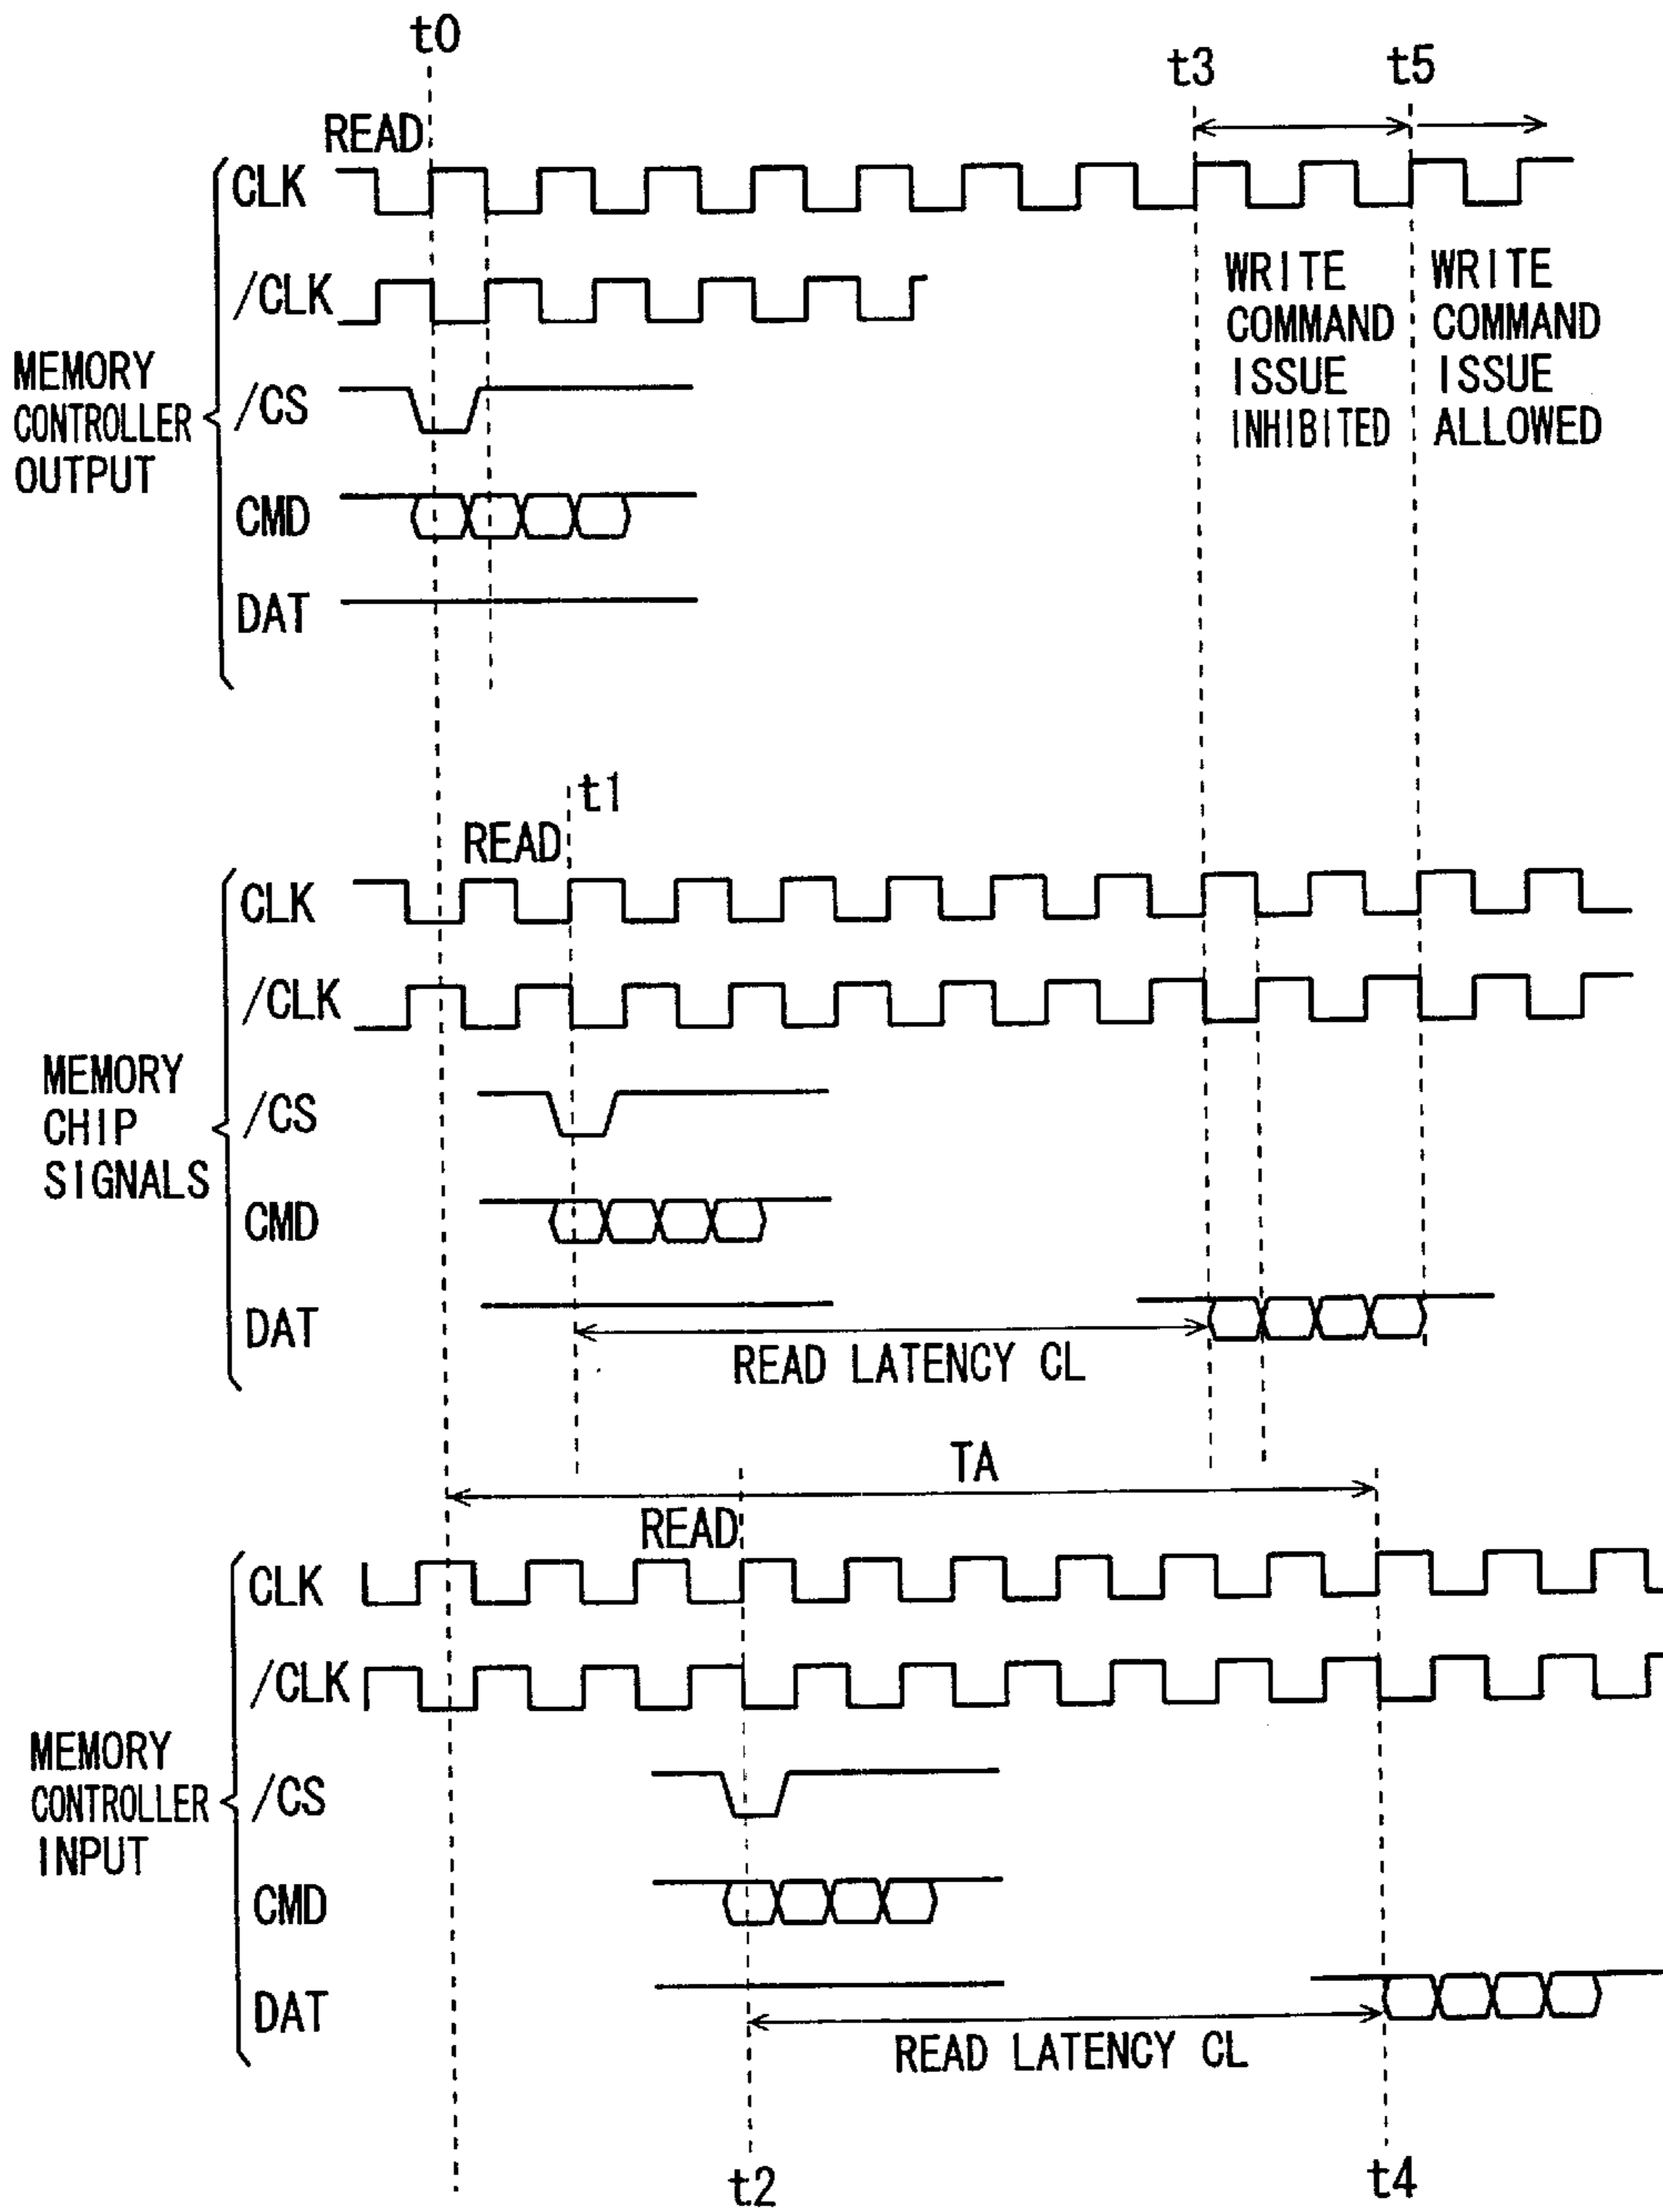 t0
t3
t5
READ
CLK
/CLK
WRITE
COMMAND
ISSUE
INHIBITED
WRITE
COMMAND
ISSUE
ALLOWED
MEMORY
CONTROLLER
OUTPUT
/CS
CMD
DAT
t1
READ
CLK
/CLK
MEMORY
CHIP
SIGNALS
/CS
CMD
DAT
READ LATENCY CL
TA
READ
CLK
/CLK
MEMORY
CONTROLLER
INPUT
/CS
CMD
DAT
READ LATENCY CL
t2
t4